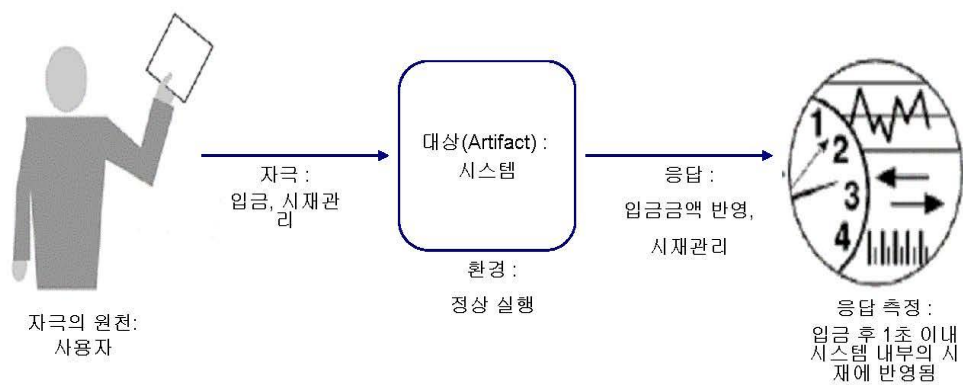 자극의 원천:
사용자
자극 :
입금, 시재관
리
대상(Artifact) :
시스템
환경 :
정상 실행
응답 :
입금금액 반영,
시재관리
1
2
3
4
응답 측정 :
입금 후 1초 이내
시스템 내부의 시
재에 반영됨